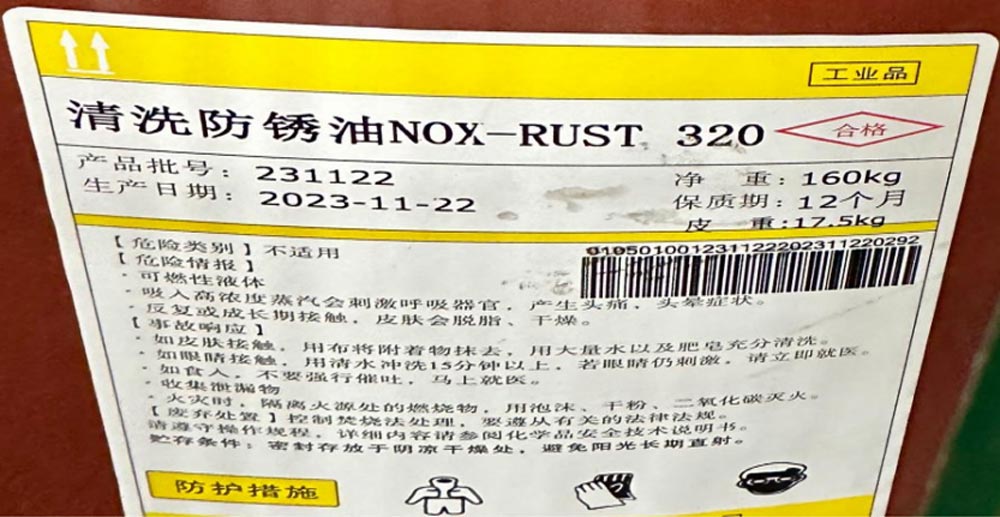 工业品
清洗防锈油NOX-RUST 320 合格
产品批号：231122 净 重：160kg
生产日期：2023-11-22 保质期：12个月
皮 重:17.5kg
01050100123111222023111220292
【危险类别】不适用
【危险情报】
·可燃性液体
·吸入高浓度蒸汽会刺激呼吸器官，产生头痛、头晕症状。
·反复或成长期接触，皮肤会脱脂、干燥。
【事故响应】
·如皮肤接触，用布将附着物抹去，用大量水以及肥皂充分清洗。
·如眼睛接触，用清水冲洗15分钟以上，若眼睛仍刺激，请立即就医。
·如食入，不要强行催吐，马上就医。
·收集泄漏物
·火灾时，隔离火源处的燃烧物，用泡沫、干粉、二氧化碳灭火。
【废弃处置】控制焚烧法处理，要遵从有关的法律法规。
请遵守操作规程，详细内容请参阅化学品安全技术说明书。
贮存条件：密封存放于阴凉干燥处，避免阳光长期直射。
防护措施